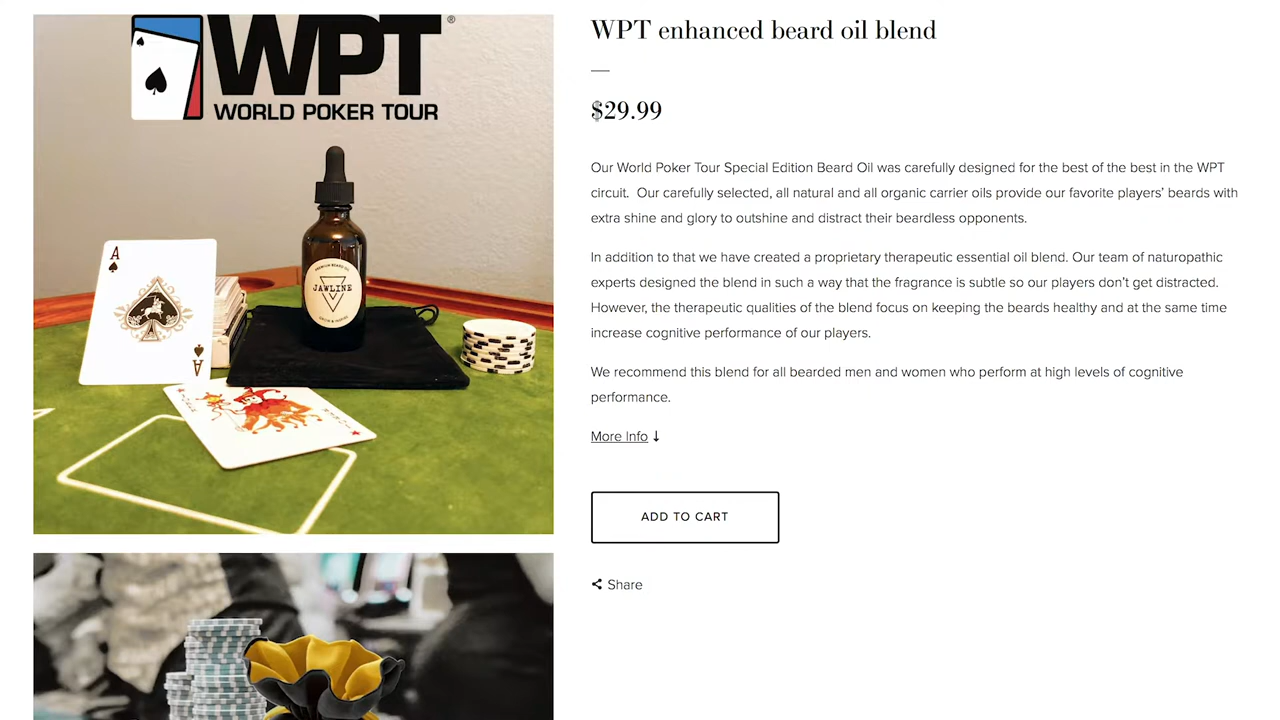 WPT®
WORLD POKER TOUR
A
PREMIUM BEARD OIL
JAWLINE
A
WPT enhanced beard oil blend
$29.99
Our World Poker Tour Special Edition Beard Oil was carefully designed for the best of the best in the WPT
circuit. Our carefully selected, all natural and all organic carrier oils provide our favorite players’ beards with
extra shine and glory to outshine and distract their beardless opponents.
In addition to that we have created a proprietary therapeutic essential oil blend. Our team of naturopathic
experts designed the blend in such a way that the fragrance is subtle so our players don’t get distracted.
However, the therapeutic qualities of the blend focus on keeping the beards healthy and at the same time
increase cognitive performance of our players.
We recommend this blend for all bearded men and women who perform at high levels of cognitive
performance.
More Info ↓
ADD TO CART
Share